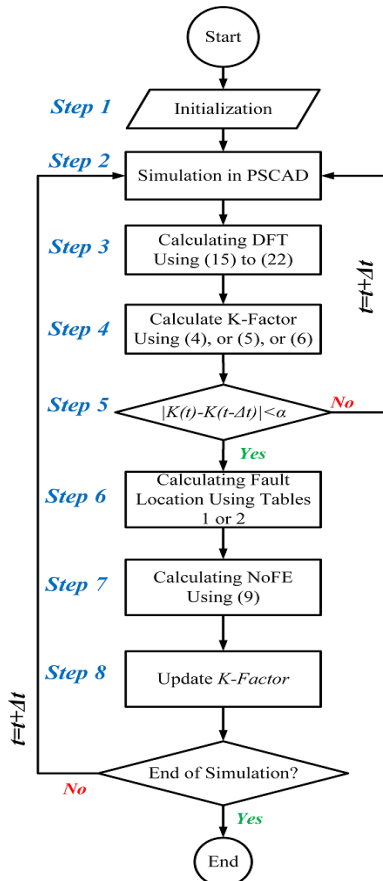 Start
Step 1
Initialization
Step 2
Simulation in PSCAD
Step 3
Calculating DFT
Using (15) to (22)
t=t+Δt
Step 4
Calculate K-Factor
Using (4), or (5), or (6)
Step 5
|K(t)-K(t-Δt)|<α
No
Yes
Step 6
Calculating Fault
Location Using Tables
1 or 2
Step 7
Calculating NoFE
Using (9)
Step 8
Update K-Factor
t=t+Δt
End of Simulation?
No
Yes
End